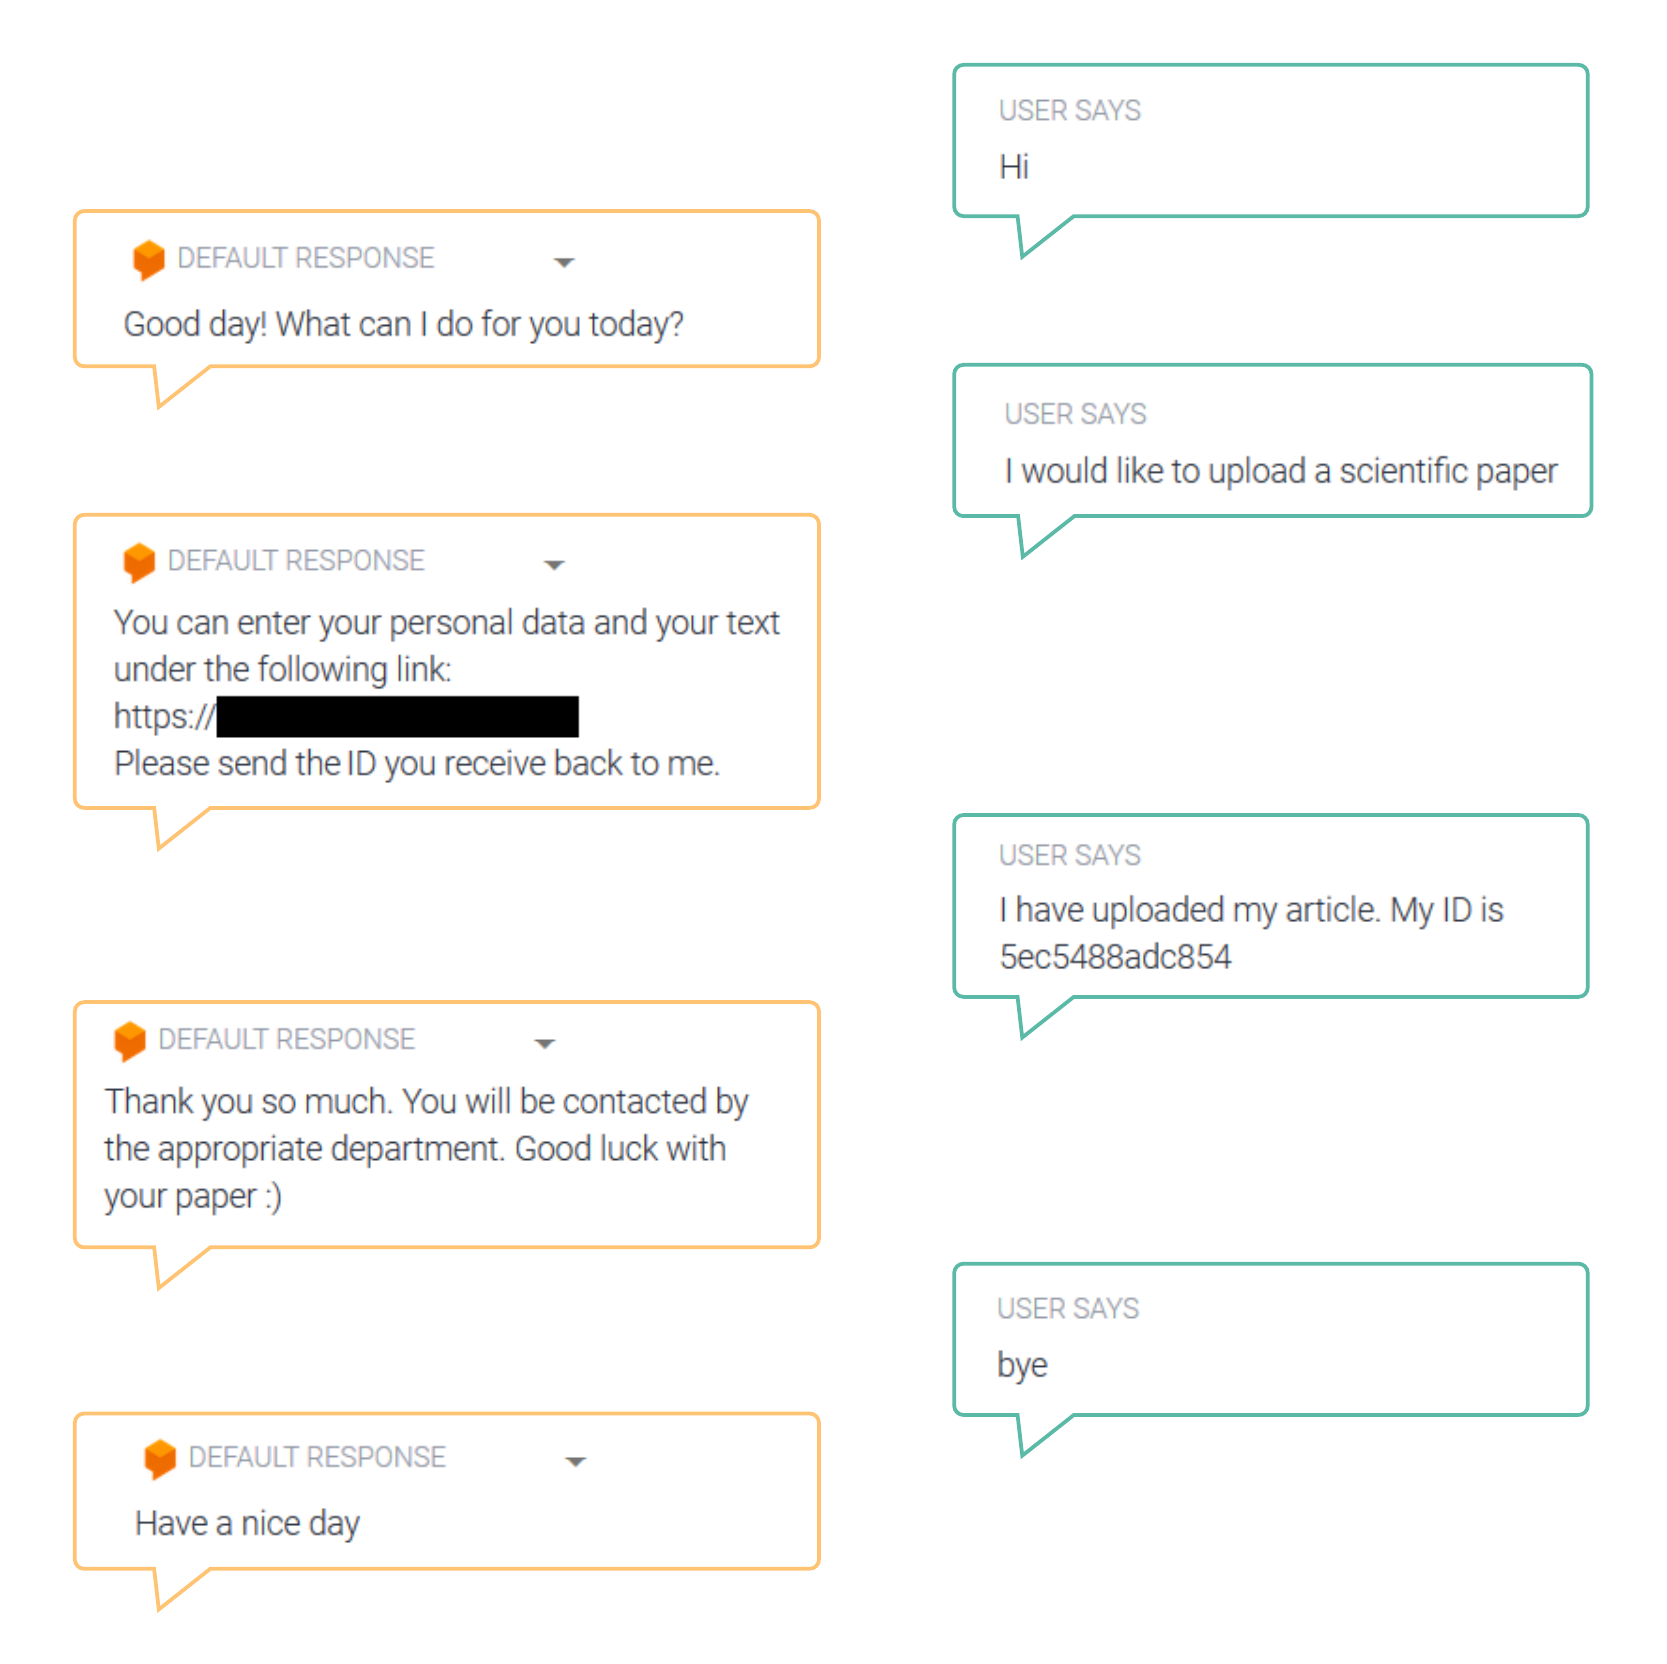 USER SAYS
Hi
DEFAULT RESPONSE
Good day! What can I do for you today?
USER SAYS
I would like to upload a scientific paper
DEFAULT RESPONSE
You can enter your personal data and your text
under the following link:
https://
Please send the ID you receive back to me.
USER SAYS
I have uploaded my article. My ID is
5ec5488adc854
DEFAULT RESPONSE
Thank you so much. You will be contacted by
the appropriate department. Good luck with
your paper :)
USER SAYS
bye
DEFAULT RESPONSE
Have a nice day